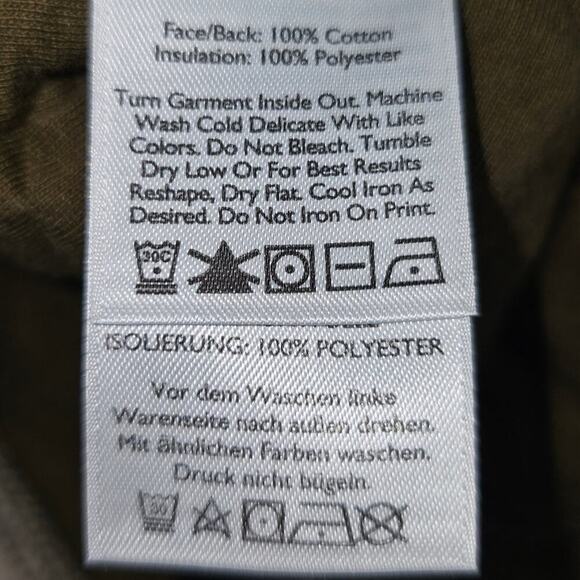 Face/Back: 100% Cotton
Insulation: 100% Polyester
Turn Garment Inside Out. Machine
Wash Cold Delicate With Like
Colors. Do Not Bleach. Tumble
Dry Low Or For Best Results
Reshape, Dry Flat. Cool Iron As
Desired. Do Not Iron On Print.
30C
ISOLIERUNG: 100% POLYESTER
Vor dem Waschen linke
Warenseite nach außen drehen.
Mit ähnlichen Farben waschen.
Druck nicht bügeln.
30